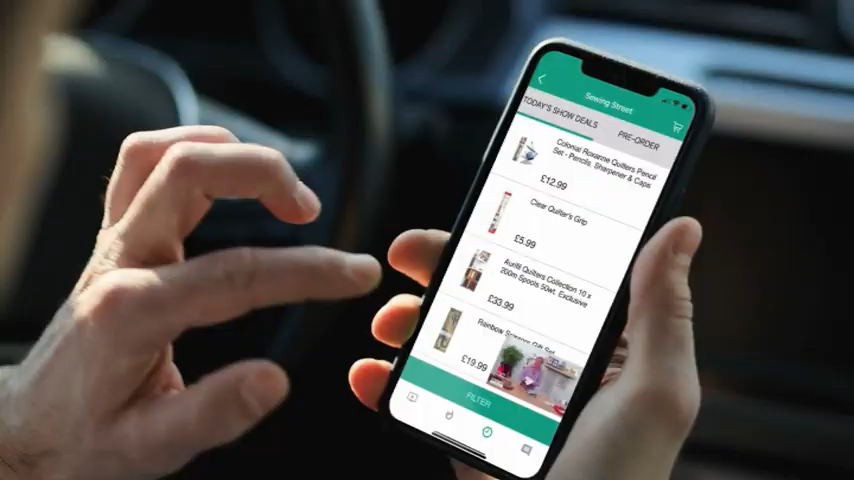 Sewing Street
TODAY'S SHOW DEALS
PRE-ORDER
Colonial Roxanne Quilters Pencil
Set - Pencils, Sharpener & Caps
£12.99
Clear Quilter's Grip
£5.99
Aurifil Quilters Collection 10 x
200m Spools 50wt. Exclusive
£33.99
Rainbow Scissors Gift Set
£19.99
FILTER